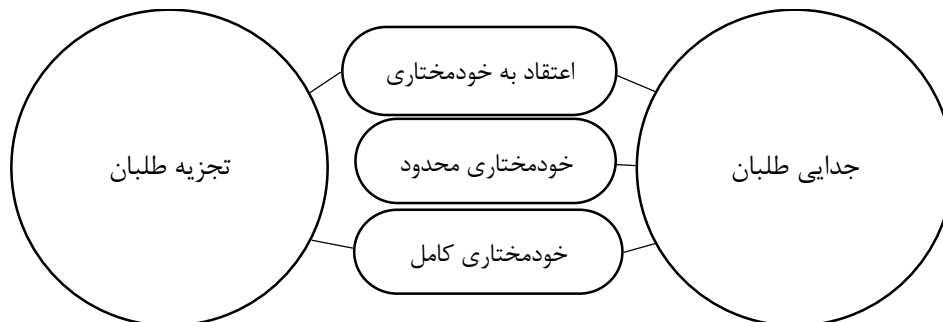 جدایی طلبان
اعتقاد به خودمختاری
خودمختاری محدود
خودمختاری کامل
تجزیه طلبان